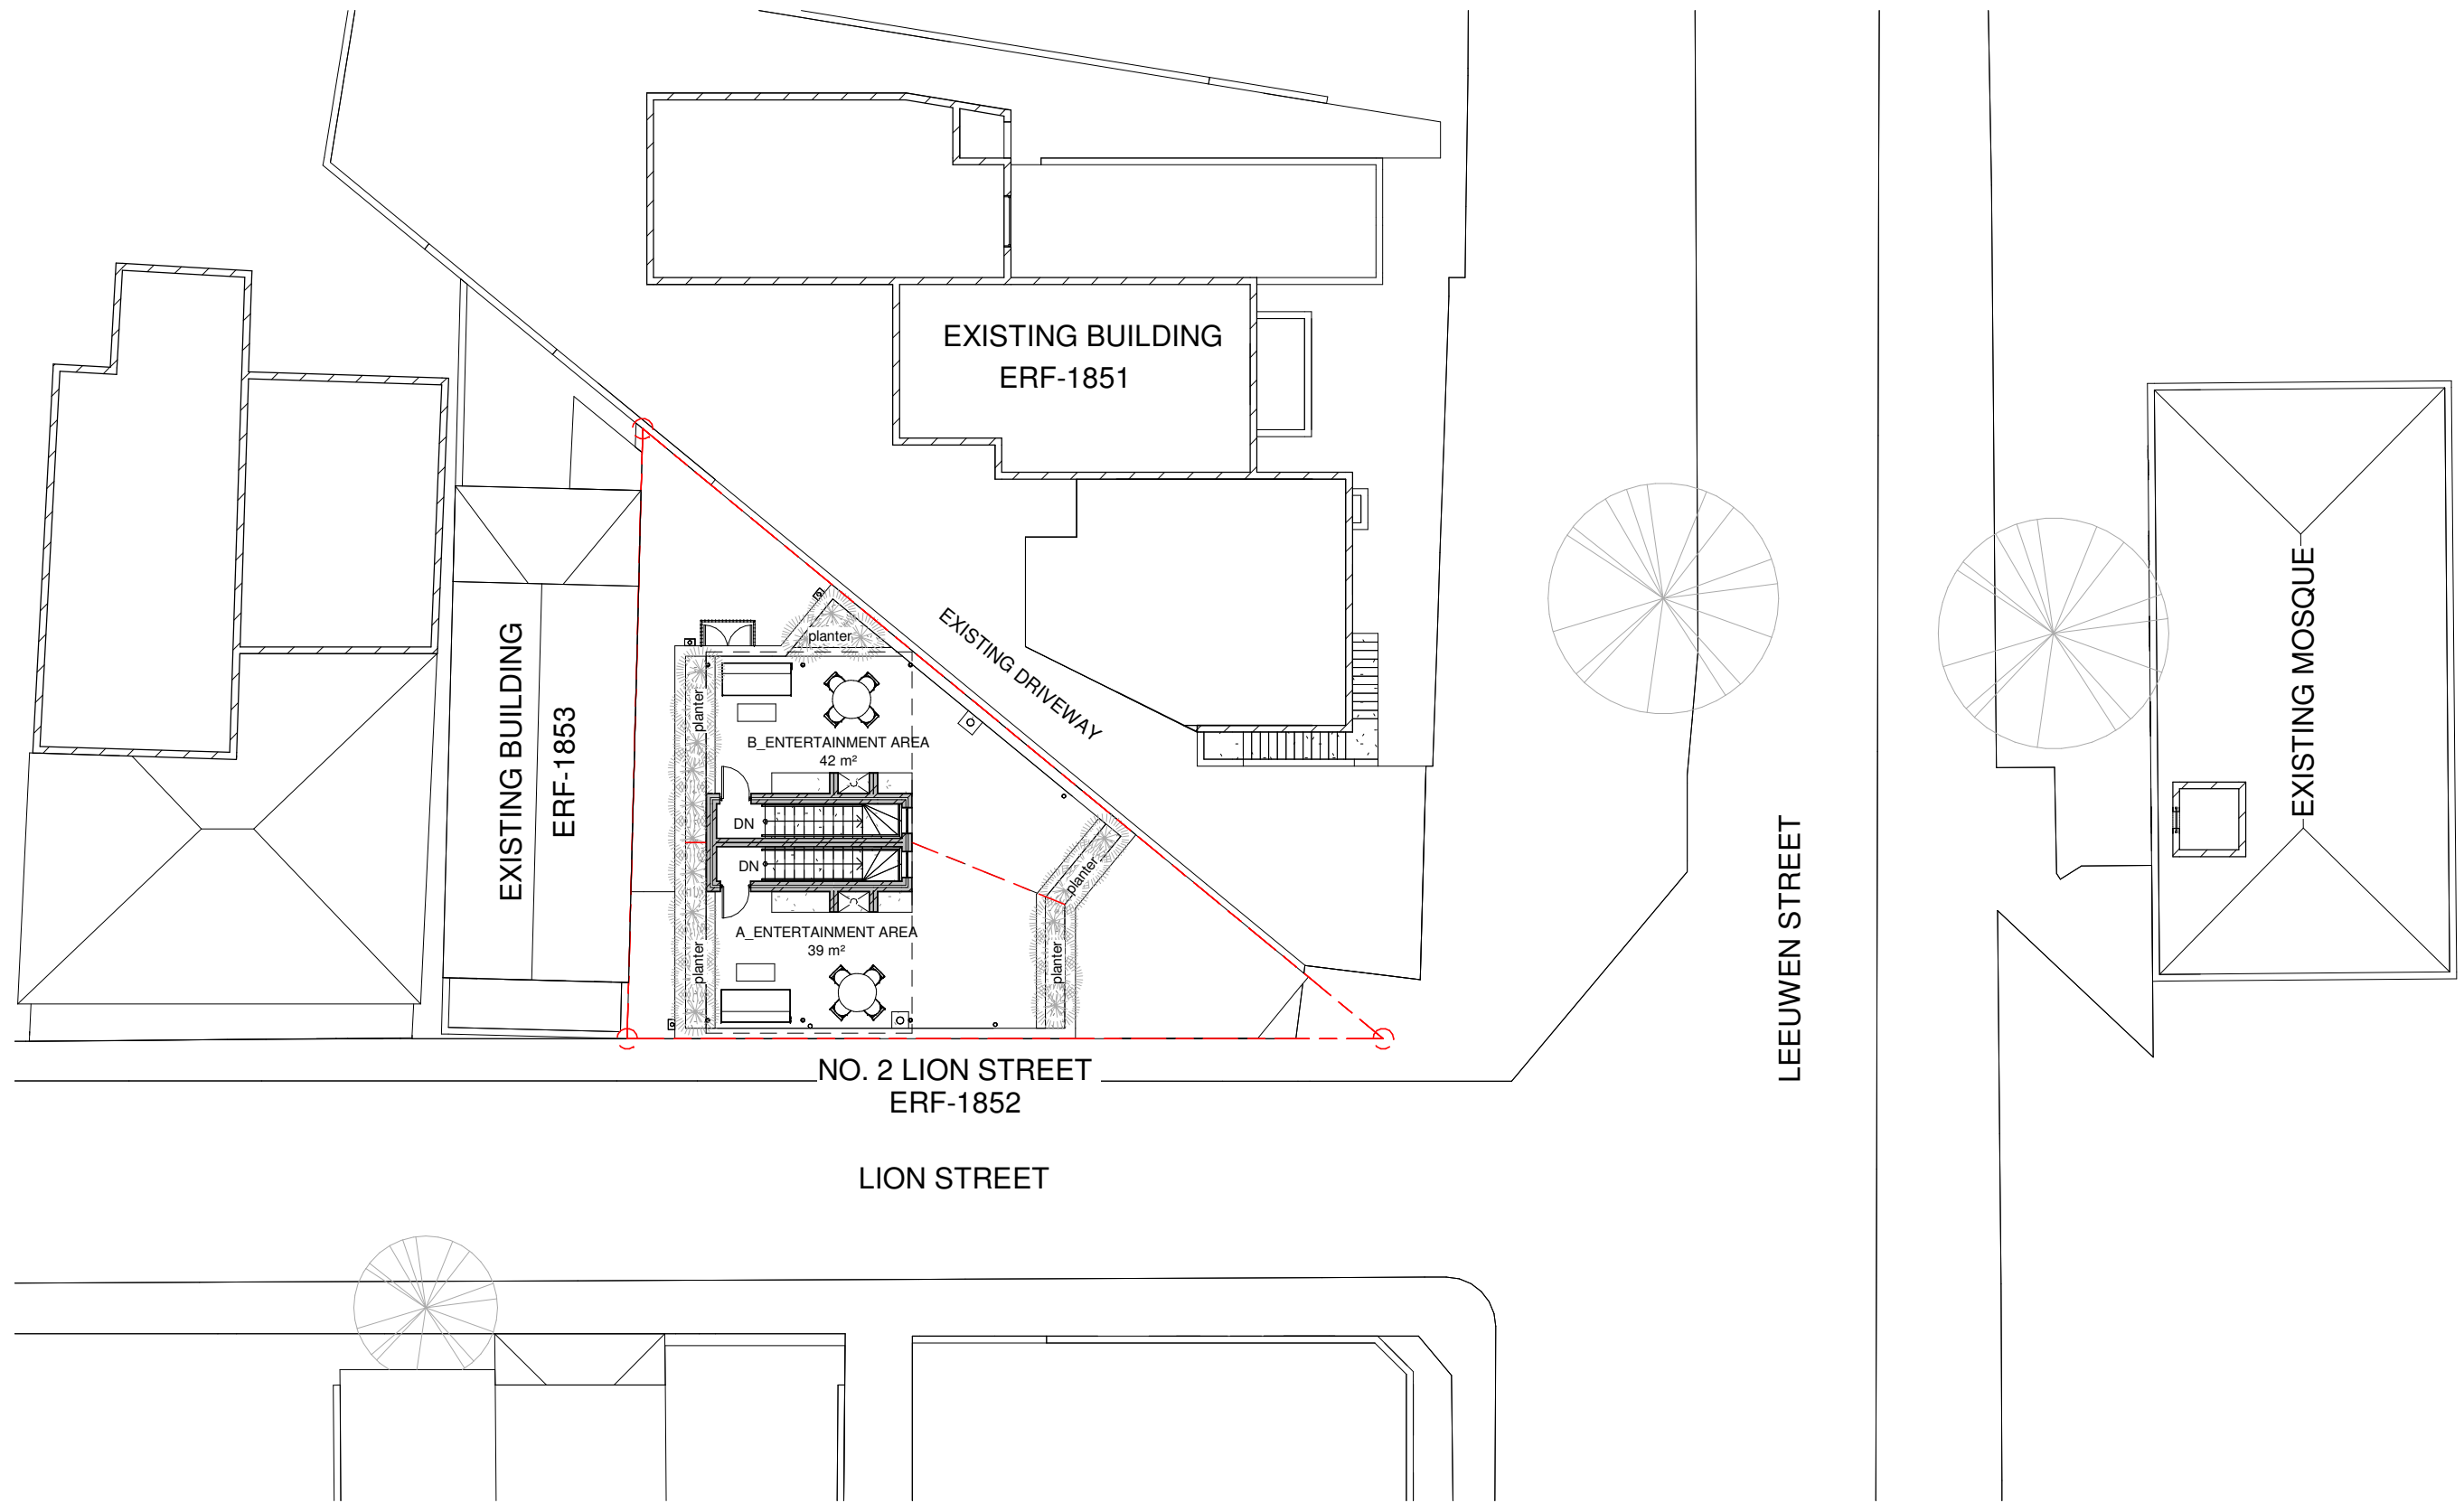 EXISTING BUILDING
ERF-1851
EXISTING BUILDING
ERF-1853
EXISTING DRIVEWAY
EXISTING MOSQUE
LEEUWEN STREET
planter
planter
B_ENTERTAINMENT AREA
42 m²
DN
DN
planter
A_ENTERTAINMENT AREA
39 m²
planter
planter
NO. 2 LION STREET
ERF-1852
LION STREET